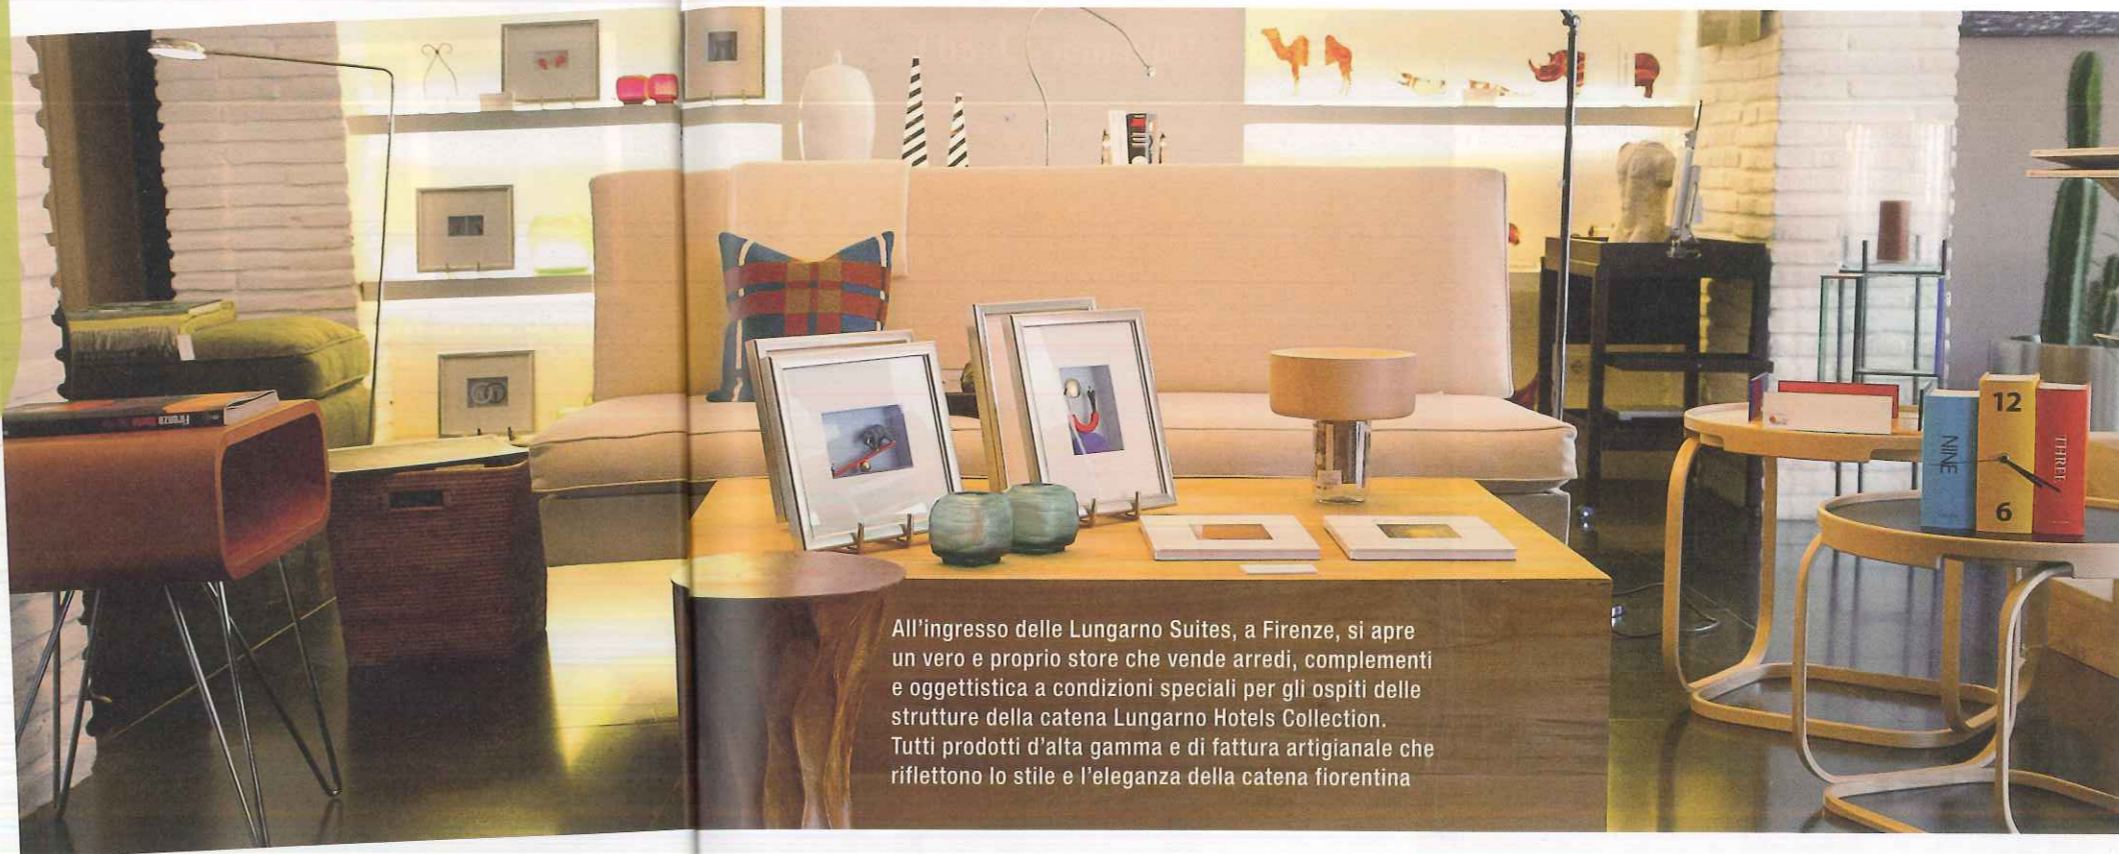 Firenze
NINE
12
6
THREE
All'ingresso delle Lungarno Suites, a Firenze, si apre
un vero e proprio store che vende arredi, complementi
e oggettistica a condizioni speciali per gli ospiti delle
strutture della catena Lungarno Hotels Collection.
Tutti prodotti d'alta gamma e di fattura artigianale che
riflettono lo stile e l'eleganza della catena fiorentina